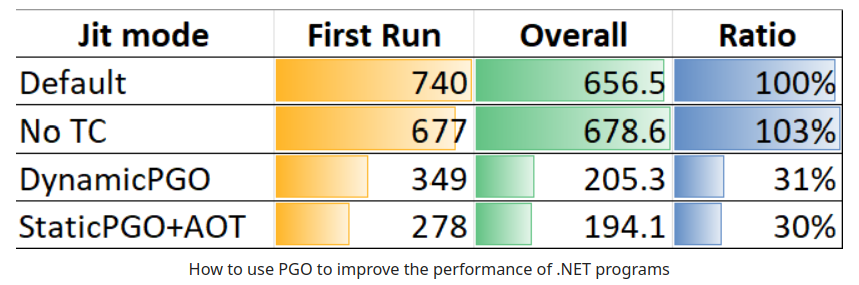 Jit mode First Run Overall Ratio
Default 740 656.5 100%
No TC 677 678.6 103%
DynamicPGO 349 205.3 31%
StaticPGO+AOT 278 194.1 30%
How to use PGO to improve the performance of .NET programs